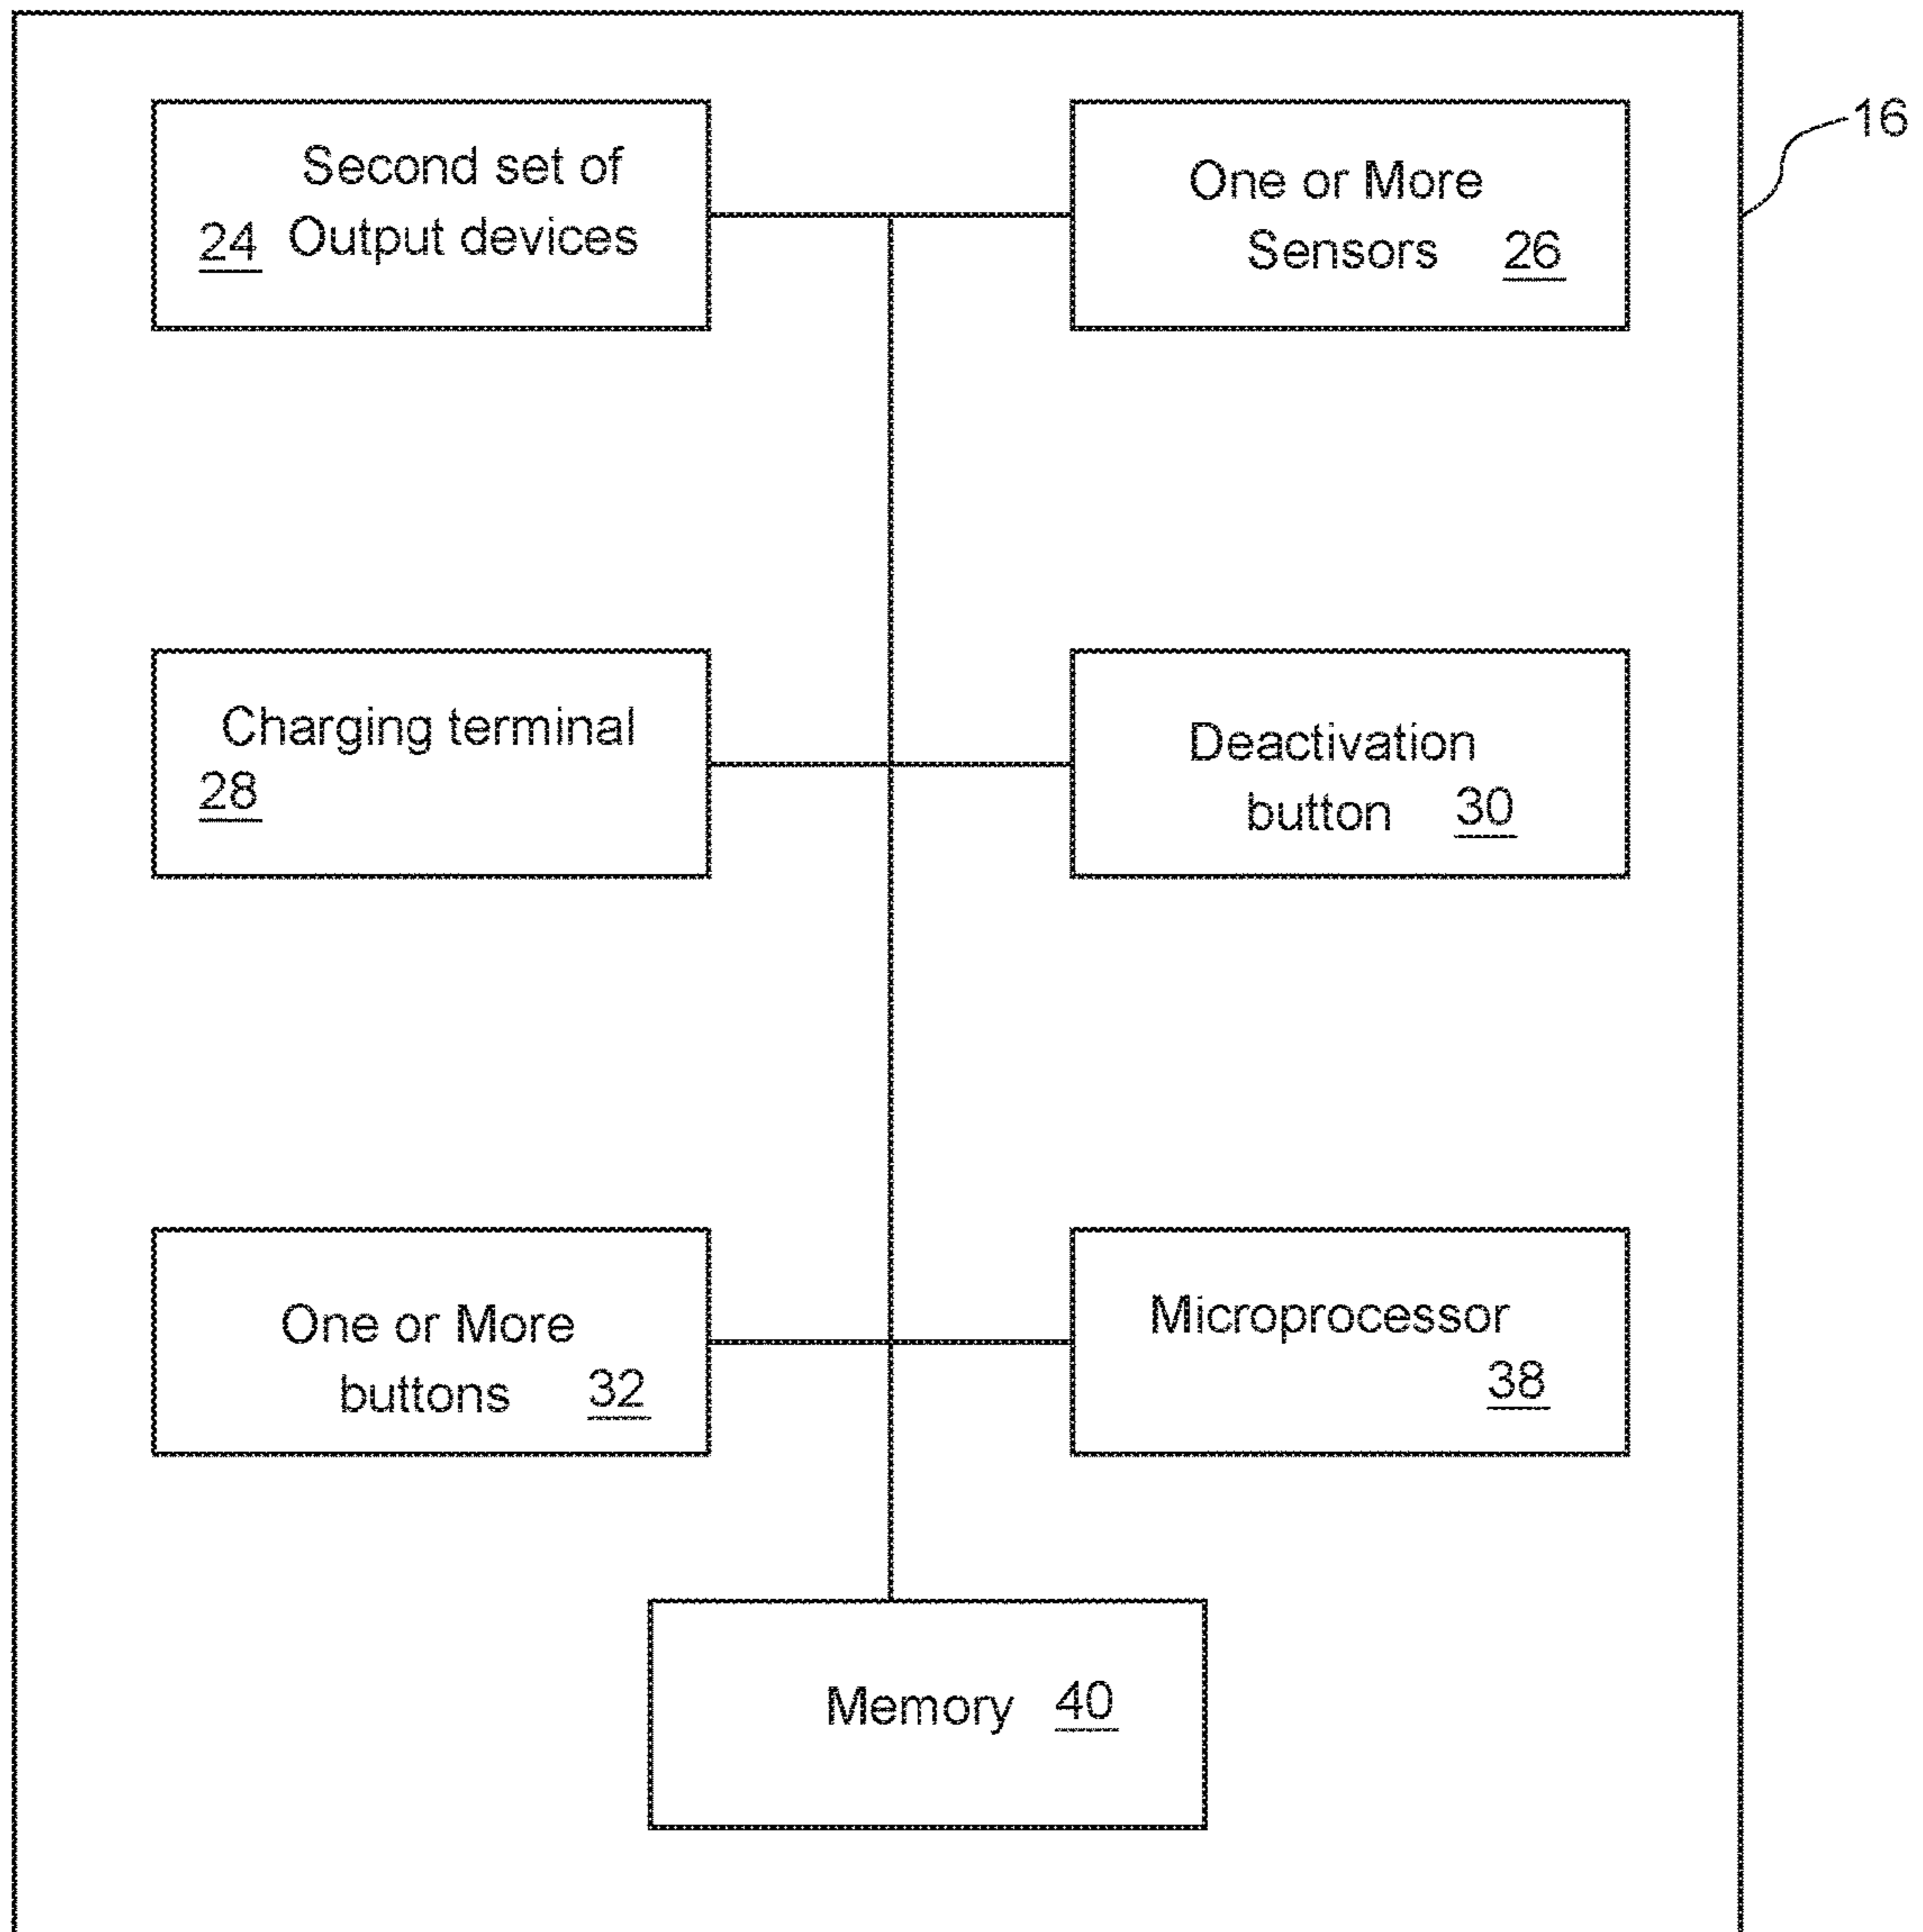 16
Second set of
24 Output devices
One or More
Sensors 26
Charging terminal
28
Deactivation
button 30
One or More
buttons 32
Microprocessor
38
Memory 40